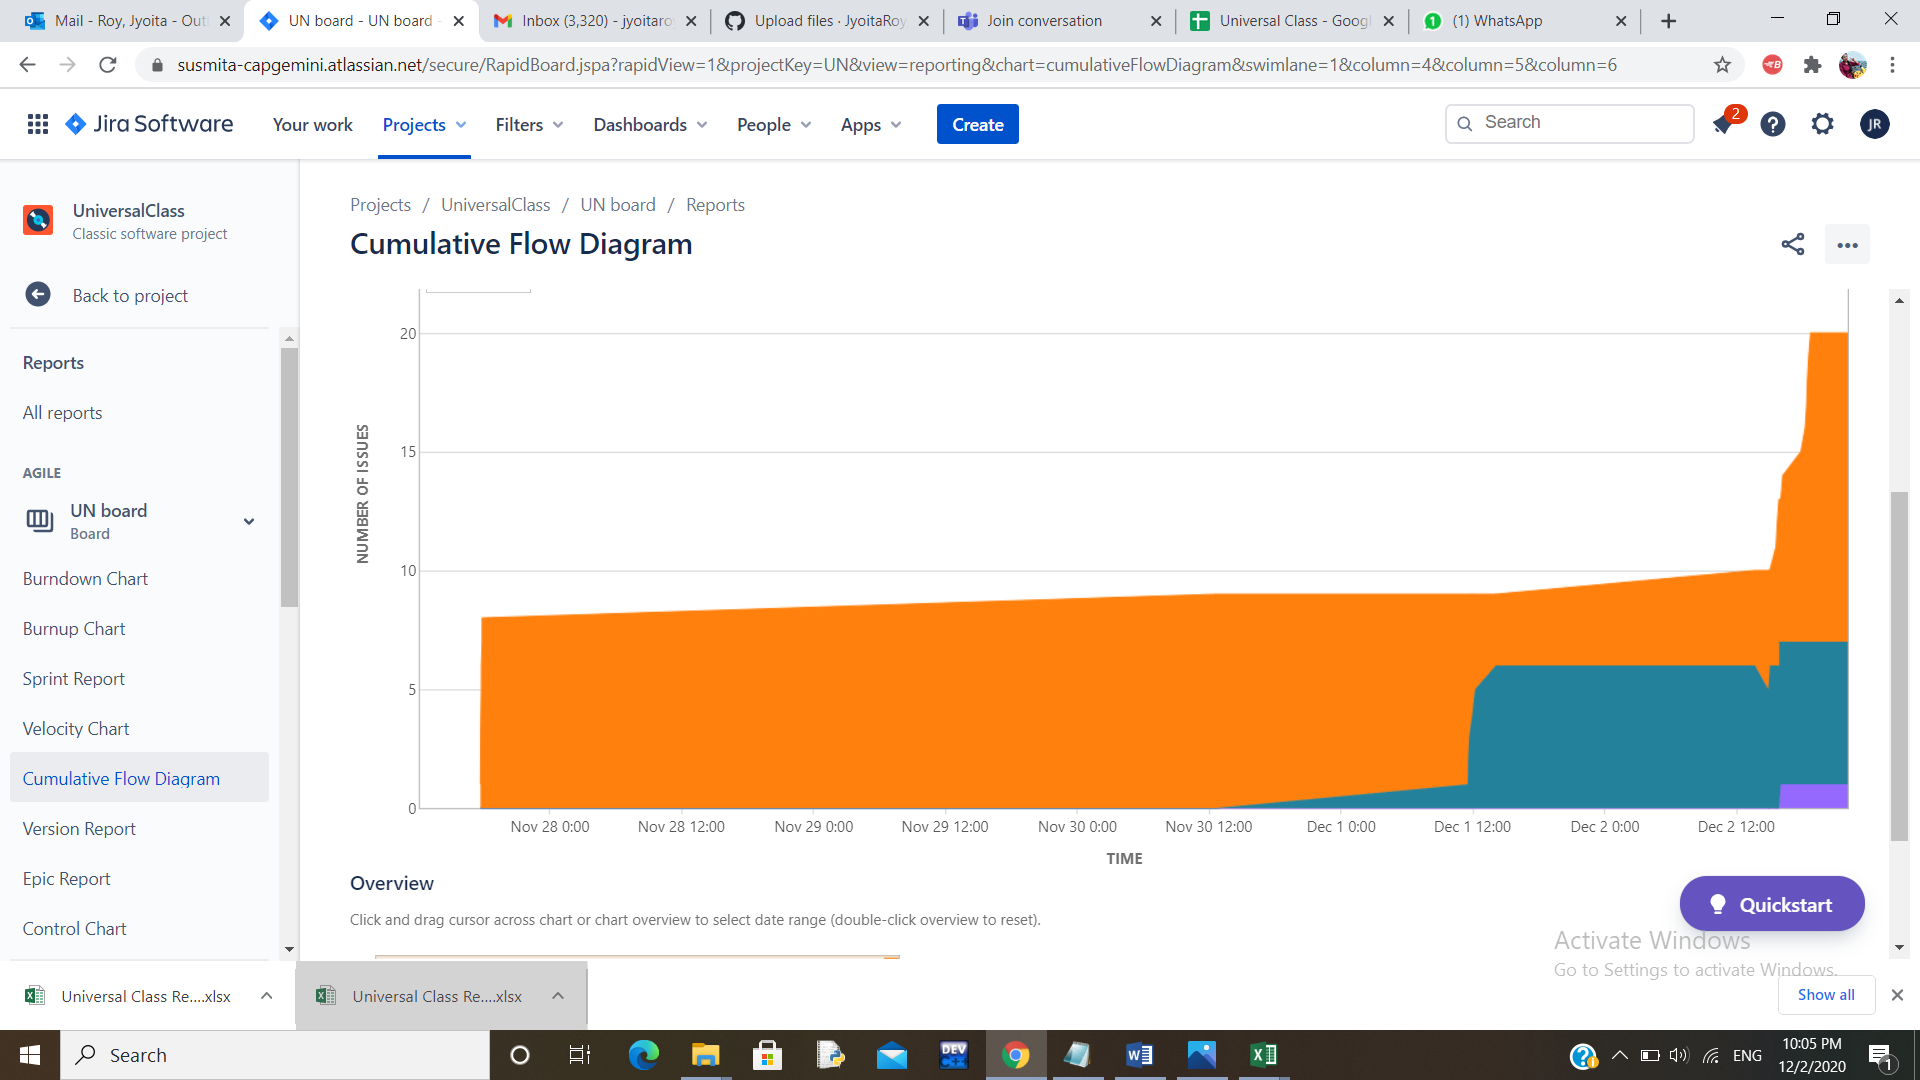 Mail - Roy, Jyoita - Out
UN board - UN board -
Inbox (3,320) - jyoitaro
Upload files · JyoitaRoy
Join conversation
Universal Class - Goog
1 (1) WhatsApp
susmita-capgemini.atlassian.net/secure/RapidBoard.jspa?rapidView=1&projectKey=UN&view=reporting&chart=cumulativeFlowDiagram&swimlane=1&column=4&column=5&column=6
Jira Software
Your work
Projects
Filters
Dashboards
People
Apps
Create
Search
2
JR
UniversalClass
Classic software project
Back to project
Reports
All reports
AGILE
UN board
Board
Burndown Chart
Burnup Chart
Sprint Report
Velocity Chart
Cumulative Flow Diagram
Version Report
Epic Report
Control Chart
Projects / UniversalClass / UN board / Reports
Cumulative Flow Diagram
NUMBER OF ISSUES
20
15
10
5
0
Nov 28 0:00 Nov 28 12:00 Nov 29 0:00 Nov 29 12:00 Nov 30 0:00 Nov 30 12:00 Dec 1 0:00 Dec 1 12:00 Dec 2 0:00 Dec 2 12:00
TIME
Overview
Click and drag cursor across chart or chart overview to select date range (double-click overview to reset).
Quickstart
Activate Windows
Go to Settings to activate Windows.
Universal Class Re....xlsx
Universal Class Re....xlsx
Show all
Search
DEV C++
ENG
10:05 PM
12/2/2020
1